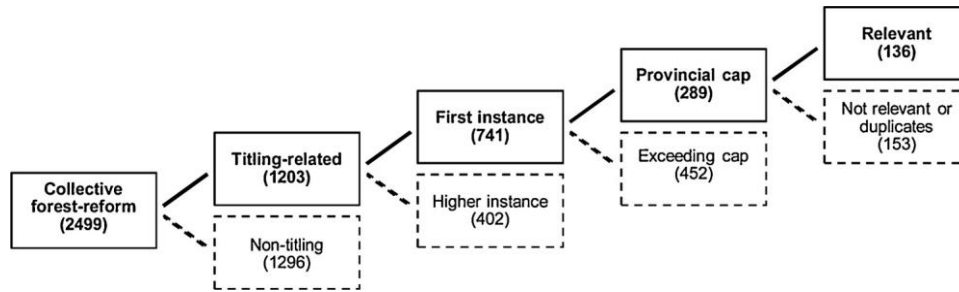 Collective
forest-reform
(2499)
Titling-related
(1203)
Non-titling
(1296)
First instance
(741)
Higher instance
(402)
Provincial cap
(289)
Exceeding cap
(452)
Relevant
(136)
Not relevant or
duplicates
(153)